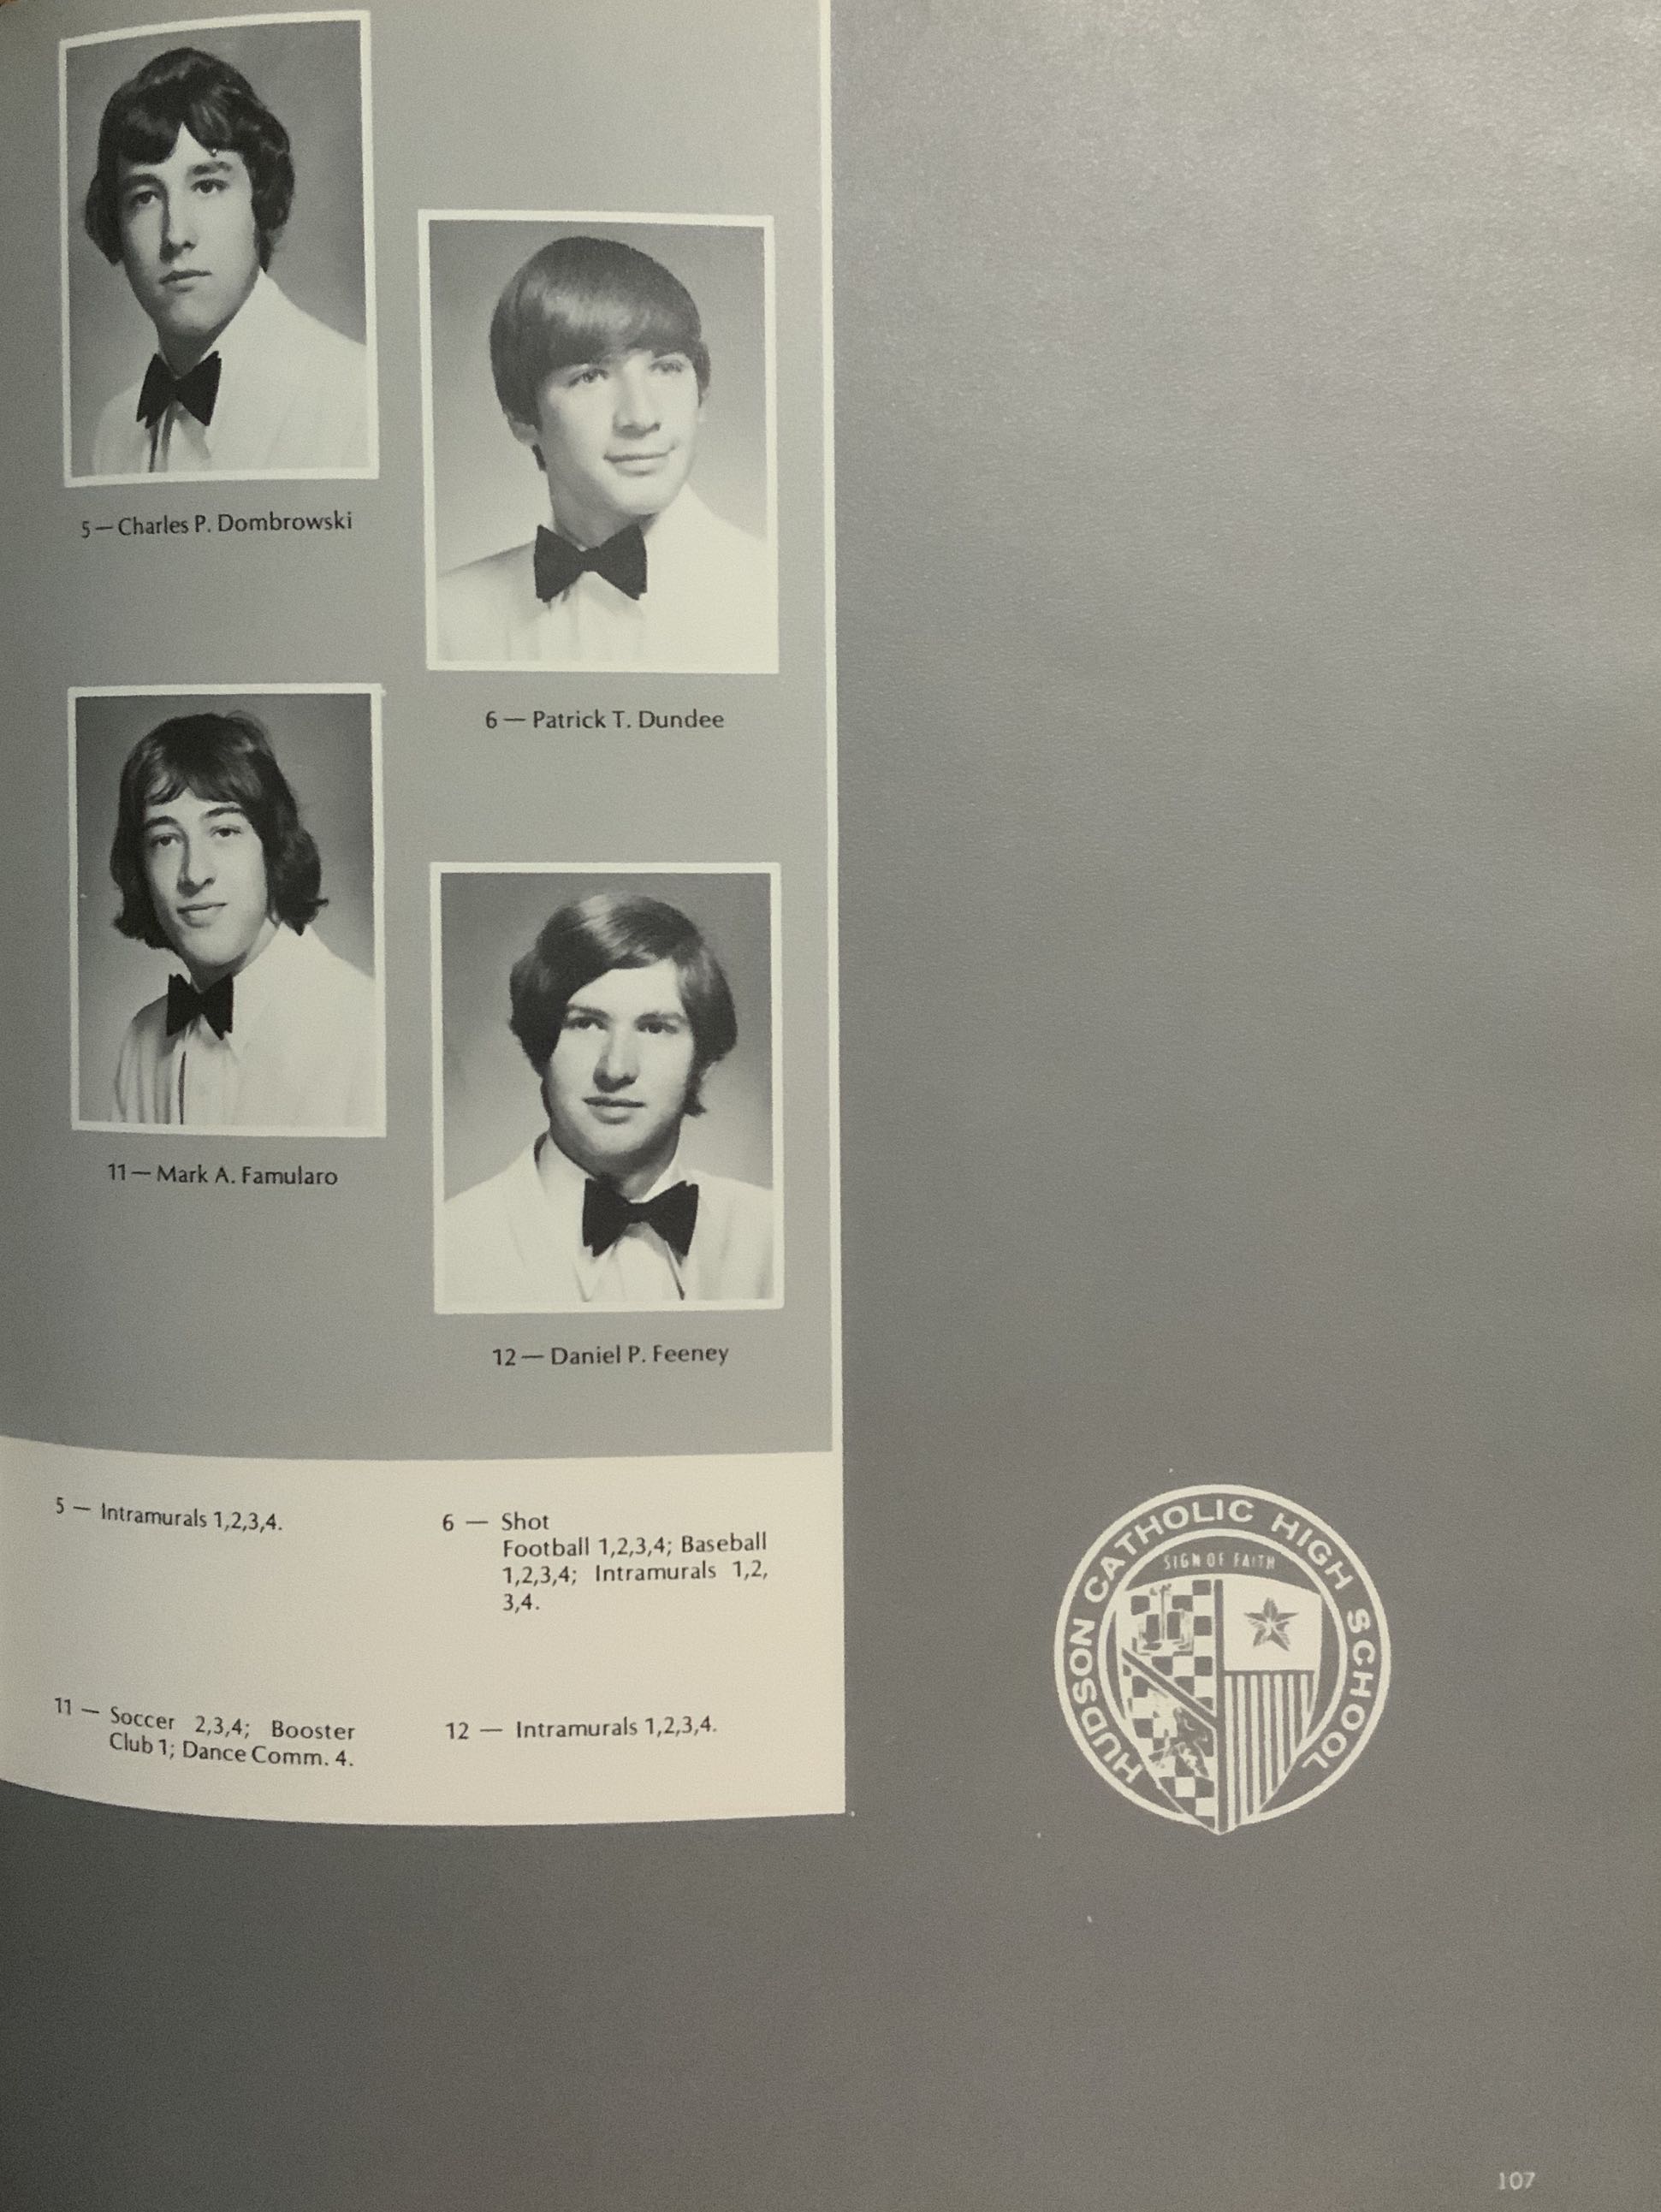 5 — Charles P. Dombrowski
6 — Patrick T. Dundee
11 — Mark A. Famularo
12 — Daniel P. Feeney
5 — Intramurals 1,2,3,4.
6 — Shot
Football 1,2,3,4; Baseball
1,2,3,4; Intramurals 1,2,
3,4.
11 — Soccer 2,3,4; Booster
Club 1; Dance Comm. 4.
12 — Intramurals 1,2,3,4.
HUDSON CATHOLIC HIGH SCHOOL
SIGN OF FAITH
107